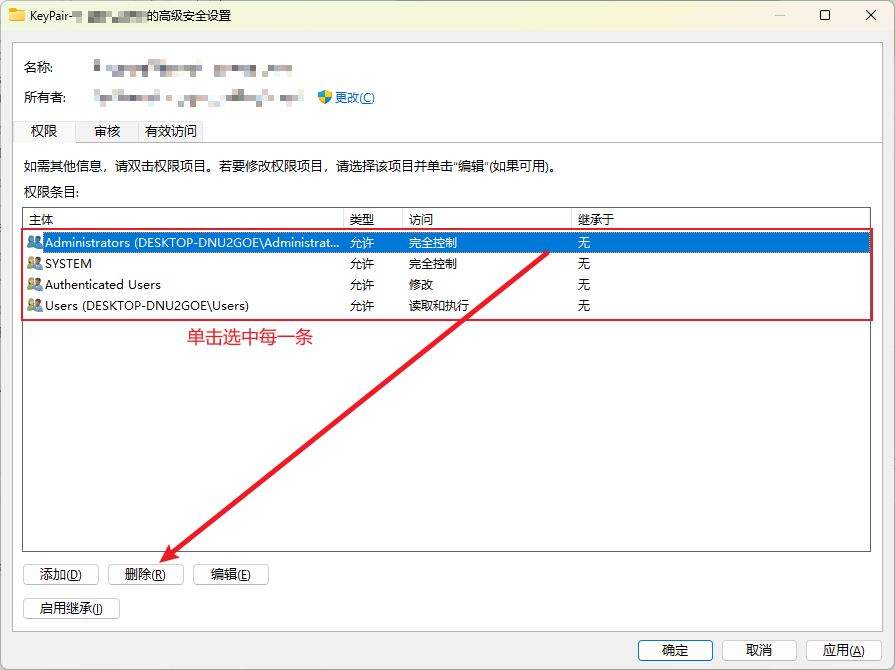 KeyPair-的高级安全设置
名称:
所有者: 更改(C)
权限 审核 有效访问
如需其他信息，请双击权限项目。若要修改权限项目，请选择该项目并单击“编辑”(如果可用)。
权限条目:
主体 类型 访问 继承于
Administrators (DESKTOP-DNU2GOE\Administrat... 允许 完全控制 无
SYSTEM 允许 完全控制 无
Authenticated Users 允许 修改 无
Users (DESKTOP-DNU2GOE\Users) 允许 读取和执行 无
单击选中每一条
添加(D) 删除(R) 编辑(E)
启用继承(I)
确定 取消 应用(A)